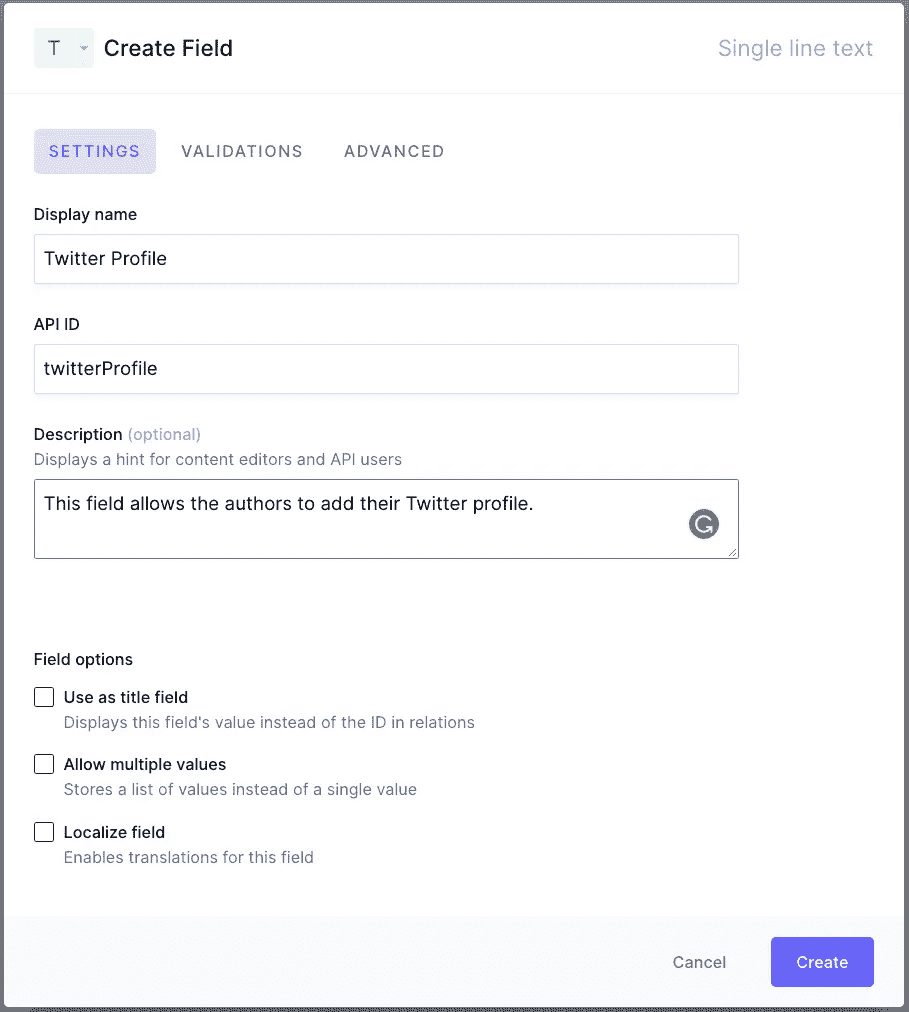 T Create Field Single line text
SETTINGS VALIDATIONS ADVANCED
Display name
Twitter Profile
API ID
twitterProfile
Description (optional)
Displays a hint for content editors and API users
This field allows the authors to add their Twitter profile.
Field options
Use as title field
Displays this field's value instead of the ID in relations
Allow multiple values
Stores a list of values instead of a single value
Localize field
Enables translations for this field
Cancel Create